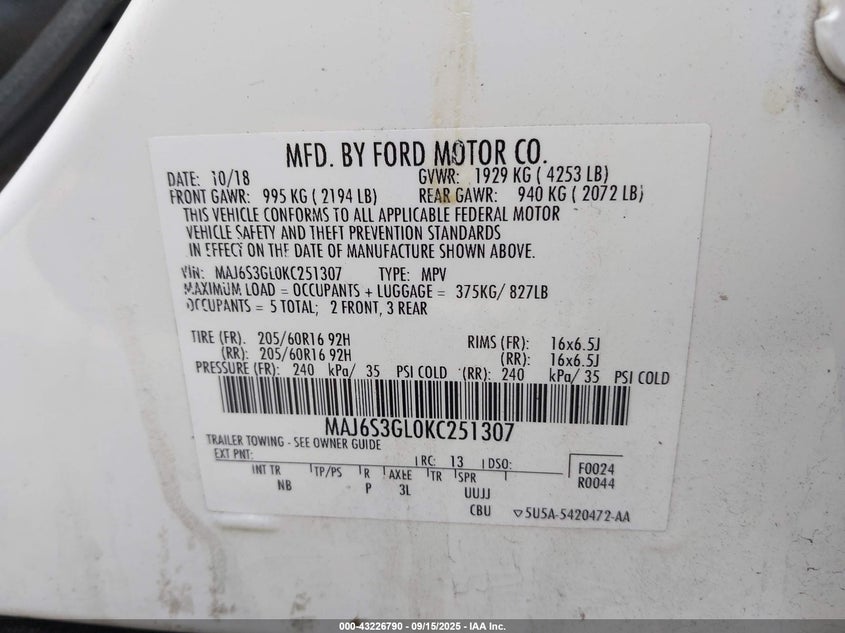 MFD. BY FORD MOTOR CO.
DATE: 10/18 GVWR: 1929 KG ( 4253 LB)
FRONT GAWR: 995 KG ( 2194 LB) REAR GAWR: 940 KG ( 2072 LB)
THIS VEHICLE CONFORMS TO ALL APPLICABLE FEDERAL MOTOR
VEHICLE SAFETY AND THEFT PREVENTION STANDARDS
IN EFFECT ON THE DATE OF MANUFACTURE SHOWN ABOVE.
VIN: MAJ6S3GL0KC251307 TYPE: MPV
MAXIMUM LOAD = OCCUPANTS + LUGGAGE = 375KG/ 827LB
OCCUPANTS = 5 TOTAL; 2 FRONT, 3 REAR
TIRE (FR): 205/60R16 92H RIMS (FR): 16x6.5J
(RR): 205/60R16 92H (RR): 16x6.5J
PRESSURE (FR): 240 kPa/ 35 PSI COLD (RR): 240 kPa/ 35 PSI COLD
MAJ6S3GL0KC251307
TRAILER TOWING - SEE OWNER GUIDE
EXT PNT: RC: 13 DSO: F0024
INT TR TP/PS R AXLE TR SPR R0044
NB P 3L UUJJ
CBU ▽5U5A-5420472-AA
000-43226790 - 09/15/2025 - IAA Inc.